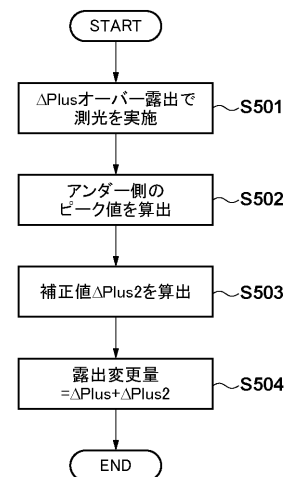 START
ΔPlusオーバー露出で
測光を実施
S501
アンダー側の
ピーク値を算出
S502
補正値ΔPlus2を算出
S503
露出変更量
=ΔPlus+ΔPlus2
S504
END